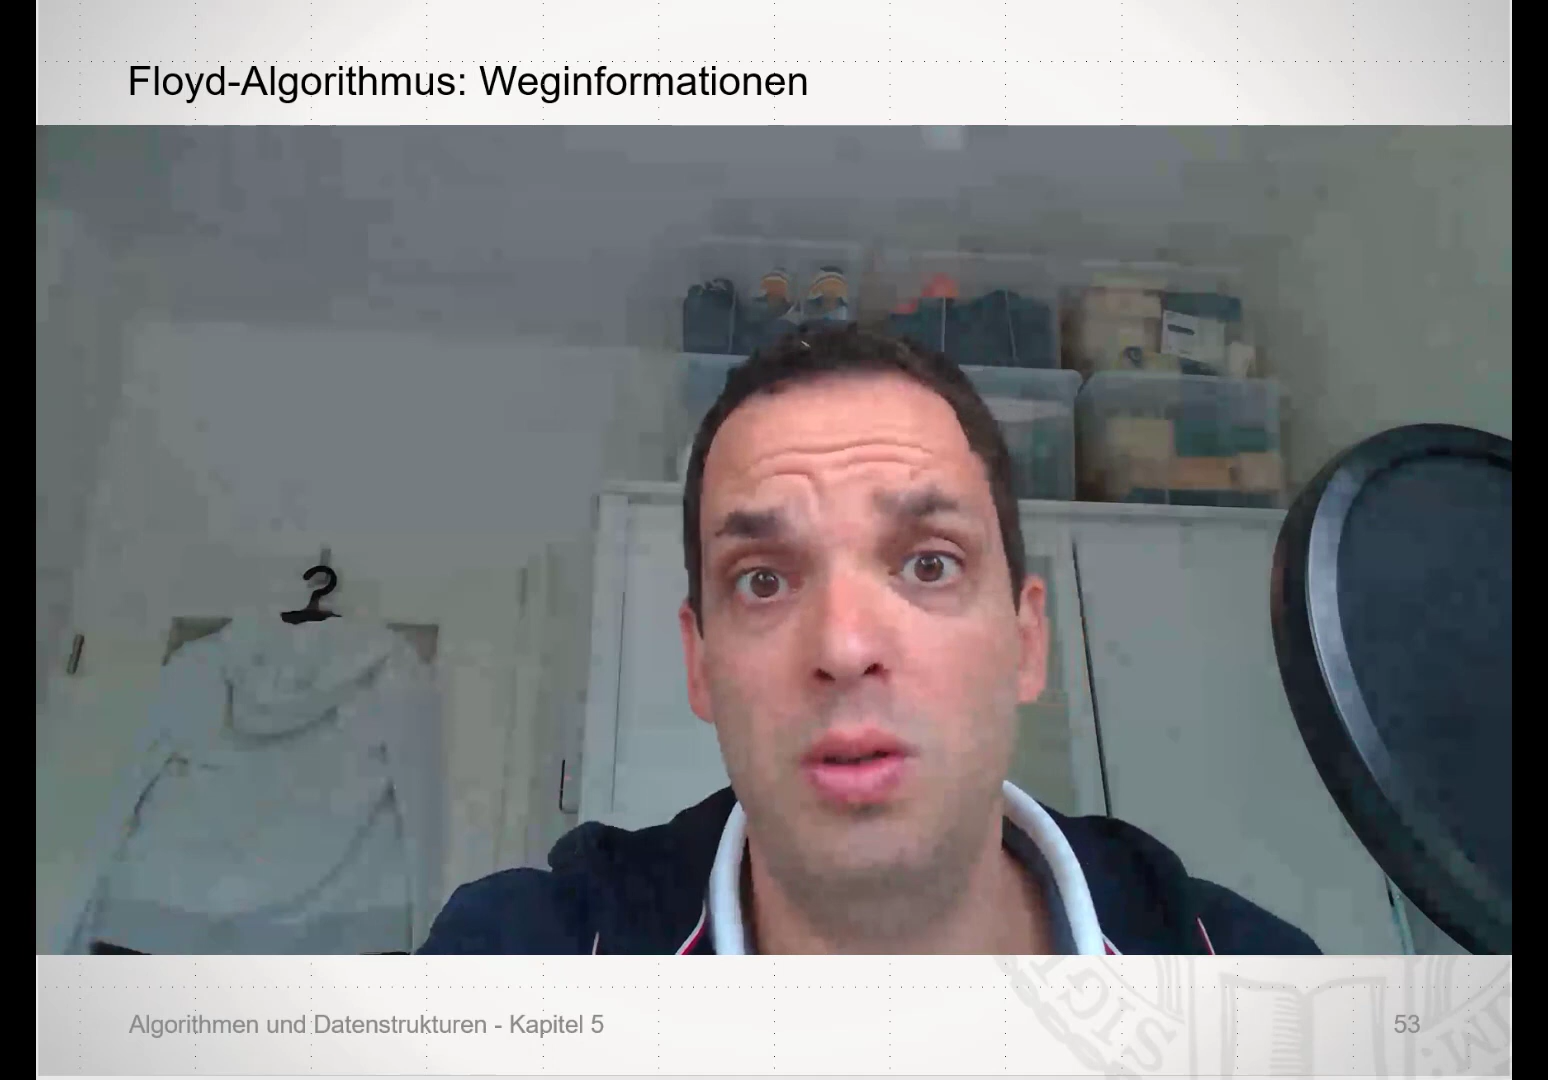 Floyd-Algorithmus: Weginformationen
Algorithmen und Datenstrukturen - Kapitel 5
53